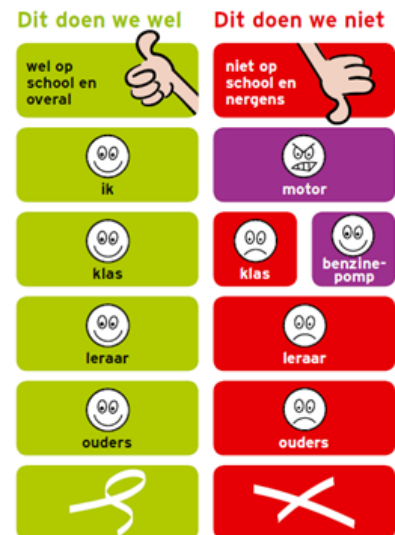 Dit doen we wel
wel op
school en
overal
ik
klas
leraar
ouders
Dit doen we niet
niet op
school en
nergens
motor
klas
benzine-
pomp
leraar
ouders